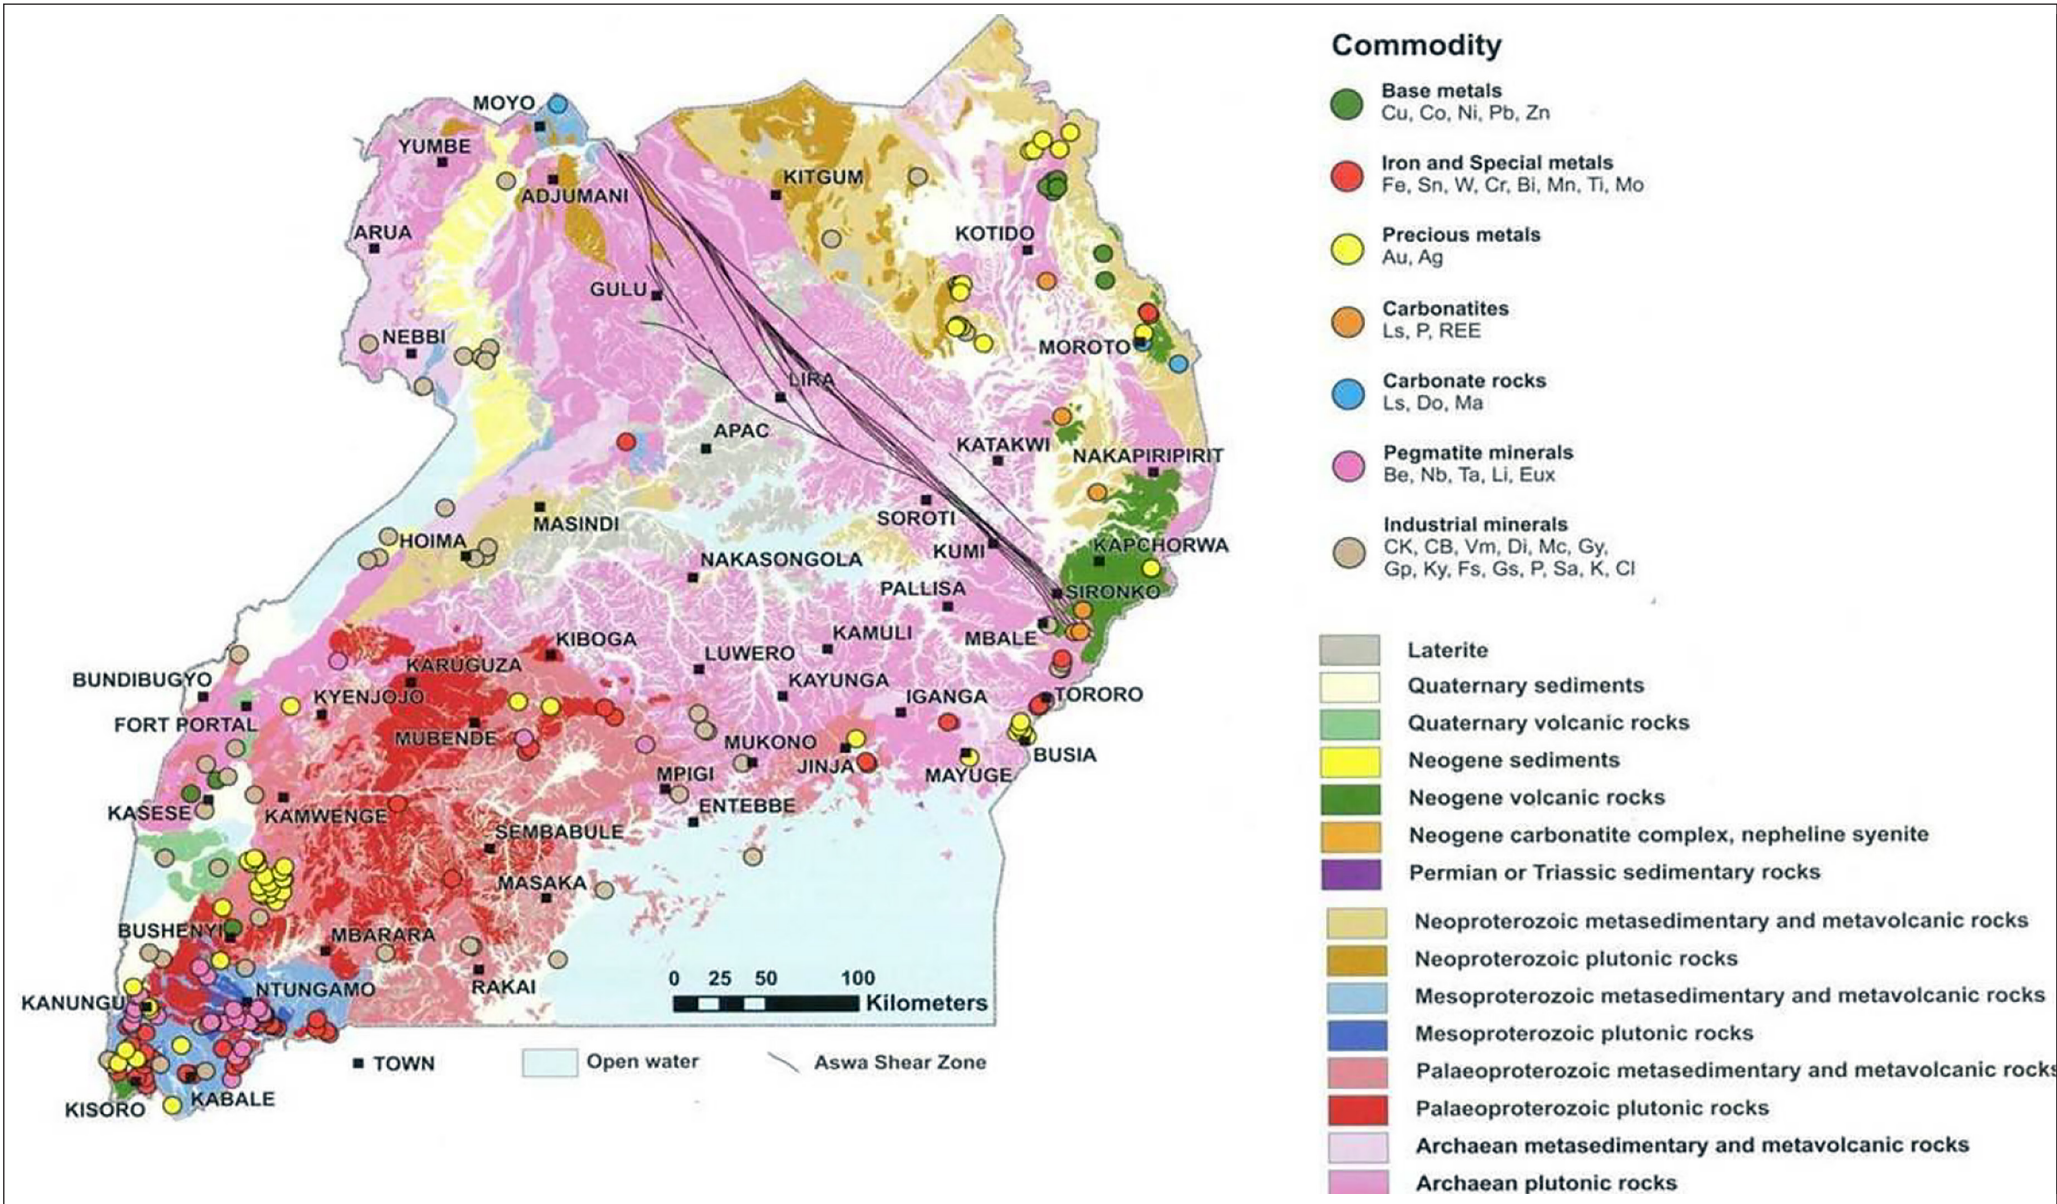 MOYO
YUMBE
ADJUMANI
KITGUM
ARUA
KOTIDO
GULU
NEBBI
MOROTO
LIRA
APAC
KATAKWI
NAKAPIRIPIRIT
MASINDI
SOROTI
HOIMA
KUMI
KAPCHORWA
NAKASONGOLA
PALLISA
SIRONKO
KIBOGA
KAMULI
MBALE
KARUGUZA
LUWERO
BUNDIBUGYO
KAYUNGA
KYENJOJO
IGANGA
TORORO
FORT PORTAL
MUBENDE
MUKONO
JINJA
BUSIA
MPIGI
MAYUGE
KASESE
KAMWENGE
ENTEBBE
SEMBABULE
MASAKA
BUSHENYI
MBARARA
NTUNGAMO
RAKAI
KANUNGU
KABALE
KISORO
0 25 50 100
Kilometers
TOWN
Open water
Aswa Shear Zone
Commodity
Base metals
Cu, Co, Ni, Pb, Zn
Iron and Special metals
Fe, Sn, W, Cr, Bi, Mn, Ti, Mo
Precious metals
Au, Ag
Carbonatites
Ls, P, REE
Carbonate rocks
Ls, Do, Ma
Pegmatite minerals
Be, Nb, Ta, Li, Eux
Industrial minerals
CK, CB, Vm, Di, Mc, Gy,
Gp, Ky, Fs, Gs, P, Sa, K, Cl
Laterite
Quaternary sediments
Quaternary volcanic rocks
Neogene sediments
Neogene volcanic rocks
Neogene carbonatite complex, nepheline syenite
Permian or Triassic sedimentary rocks
Neoproterozoic metasedimentary and metavolcanic rocks
Neoproterozoic plutonic rocks
Mesoproterozoic metasedimentary and metavolcanic rocks
Mesoproterozoic plutonic rocks
Palaeoproterozoic metasedimentary and metavolcanic rocks
Palaeoproterozoic plutonic rocks
Archaean metasedimentary and metavolcanic rocks
Archaean plutonic rocks